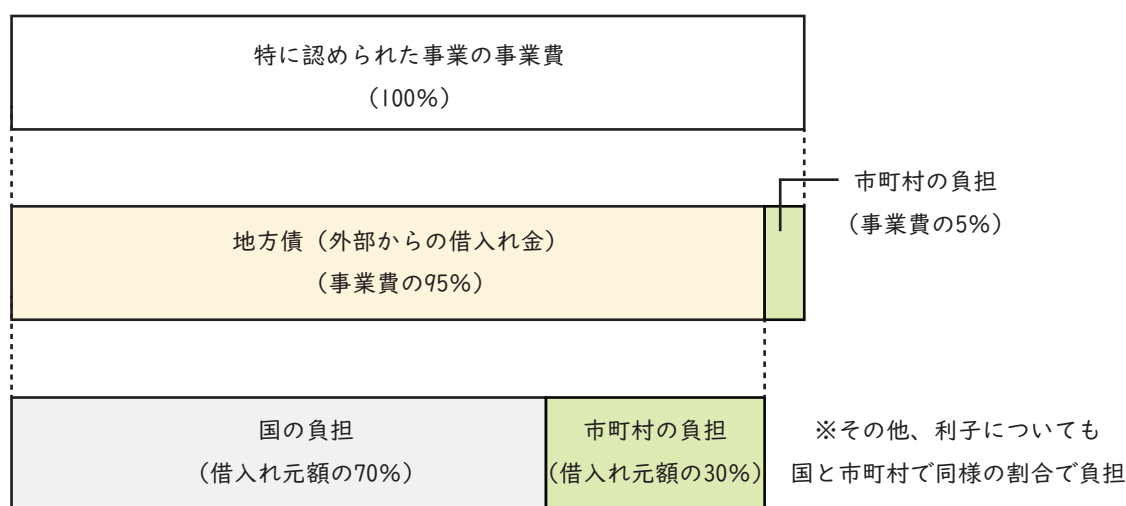 特に認められた事業の事業費
(100%)
市町村の負担
(事業費の5%)
地方債（外部からの借入れ金）
（事業費の95%）
国の負担
（借入れ元額の70%）
市町村の負担
（借入れ元額の30%）
※その他、利子についても
国と市町村で同様の割合で負担